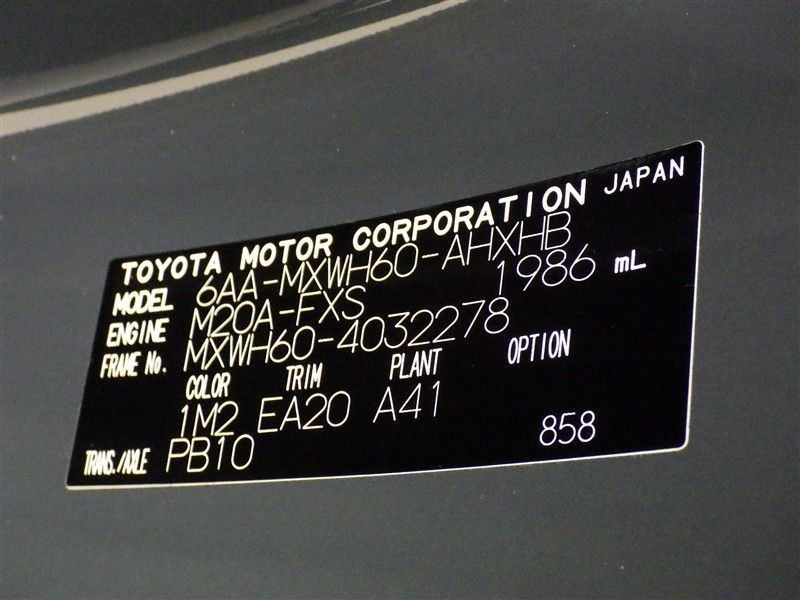 TOYOTA MOTOR CORPORATION JAPAN
MODEL 6AA-MXWH60-AHXHB
ENGINE M20A-FXS 1986 mL
FRAME No. MXWH60-4032278
COLOR TRIM PLANT OPTION
1M2 EA20 A41
TRANS./AXLE PB10 858